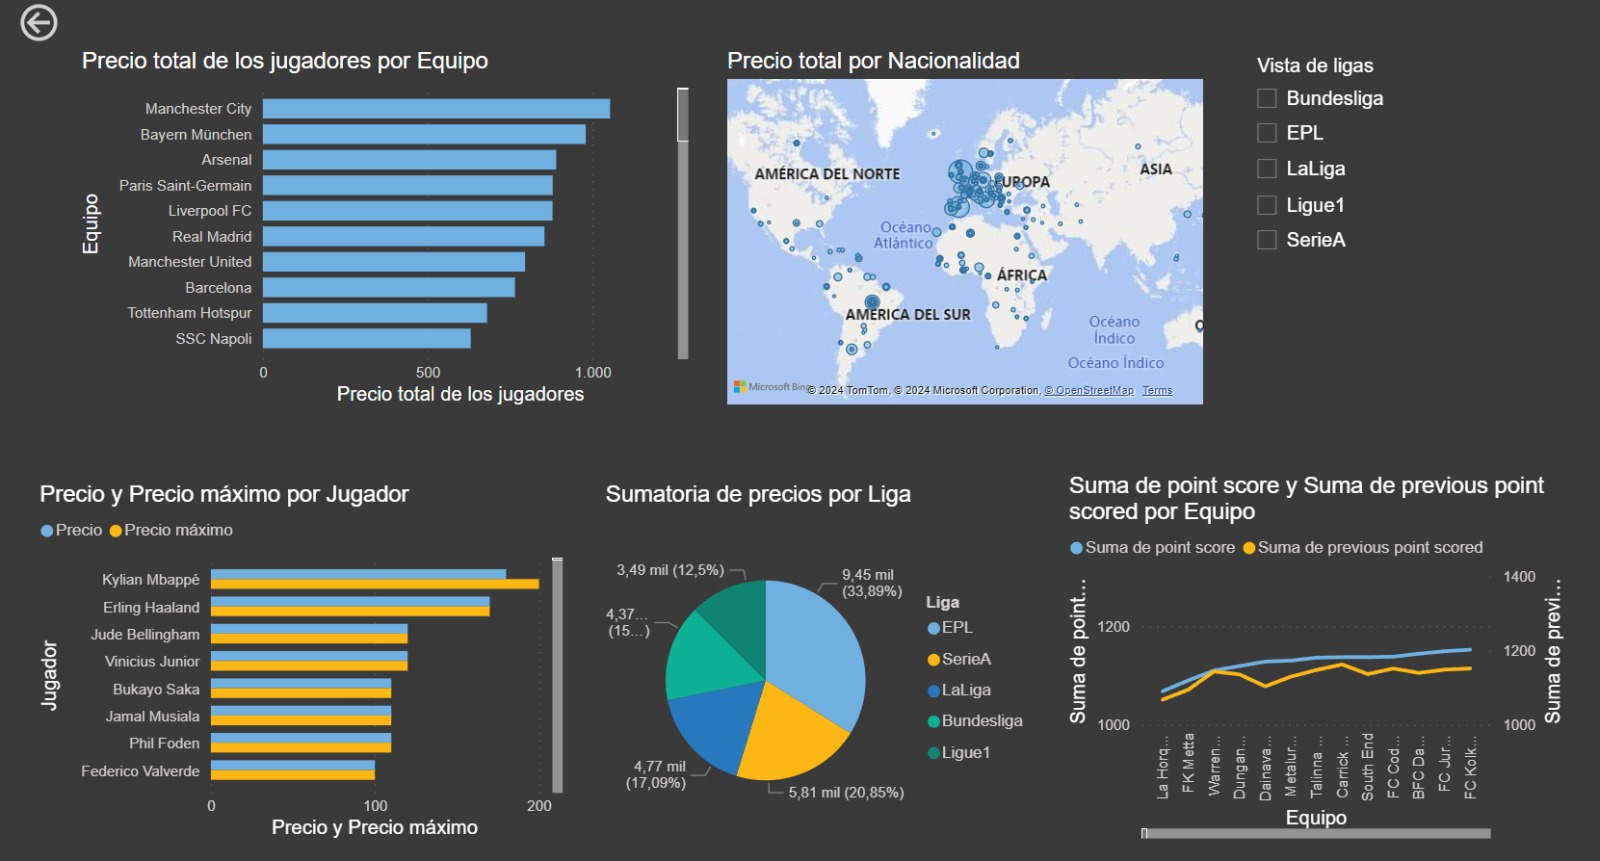 Precio total de los jugadores por Equipo
Equipo
Manchester City
Bayern München
Arsenal
Paris Saint-Germain
Liverpool FC
Real Madrid
Manchester United
Barcelona
Tottenham Hotspur
SSC Napoli
0
500
1.000
Precio total de los jugadores
Precio total por Nacionalidad
AMÉRICA DEL NORTE
EUROPA
ASIA
Océano
Atlántico
ÁFRICA
AMÉRICA DEL SUR
Océano
Índico
Océano Índico
Microsoft Bing
© 2024 TomTom, © 2024 Microsoft Corporation, © OpenStreetMap Terms
Vista de ligas
Bundesliga
EPL
LaLiga
Ligue1
SerieA
Precio y Precio máximo por Jugador
Precio
Precio máximo
Jugador
Kylian Mbappé
Erling Haaland
Jude Bellingham
Vinicius Junior
Bukayo Saka
Jamal Musiala
Phil Foden
Federico Valverde
0
100
200
Precio y Precio máximo
Sumatoria de precios por Liga
3,49 mil (12,5%)
9,45 mil
(33,89%)
4,37...
(15...)
4,77 mil
(17,09%)
5,81 mil (20,85%)
Liga
EPL
SerieA
LaLiga
Bundesliga
Ligue1
Suma de point score y Suma de previous point
scored por Equipo
Suma de point score
Suma de previous point scored
Suma de point...
1200
1000
1400
1200
1000
Suma de previ...
La Horq...
FK Metta
Warren...
Dungan...
Dainava...
Metalur...
Talinna ...
Carrick ...
South End
FC Cod...
BFC Da...
FC Jur...
FC Kolk...
Equipo